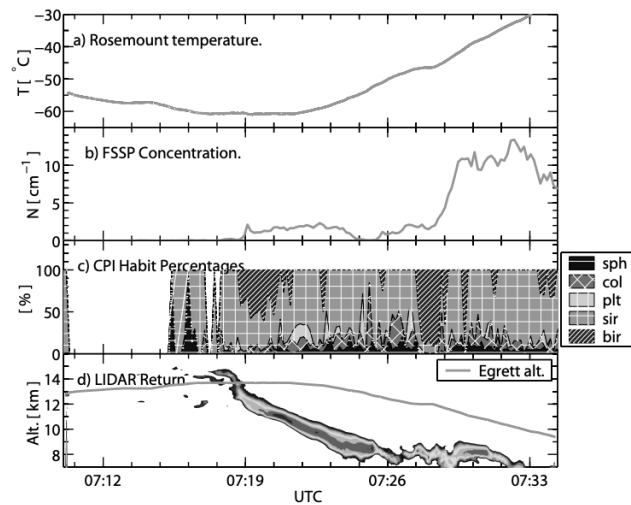 a) Rosemount temperature.
T [ °C]
−30
−40
−50
−60
b) FSSP Concentration.
N [ cm−1]
10
5
0
c) CPI Habit Percentages
[ %]
100
50
0
sph
col
plt
sir
bir
d) LIDAR Return
Egrett alt.
Alt. [ km]
14
12
10
8
07:12 07:19 07:26 07:33
UTC